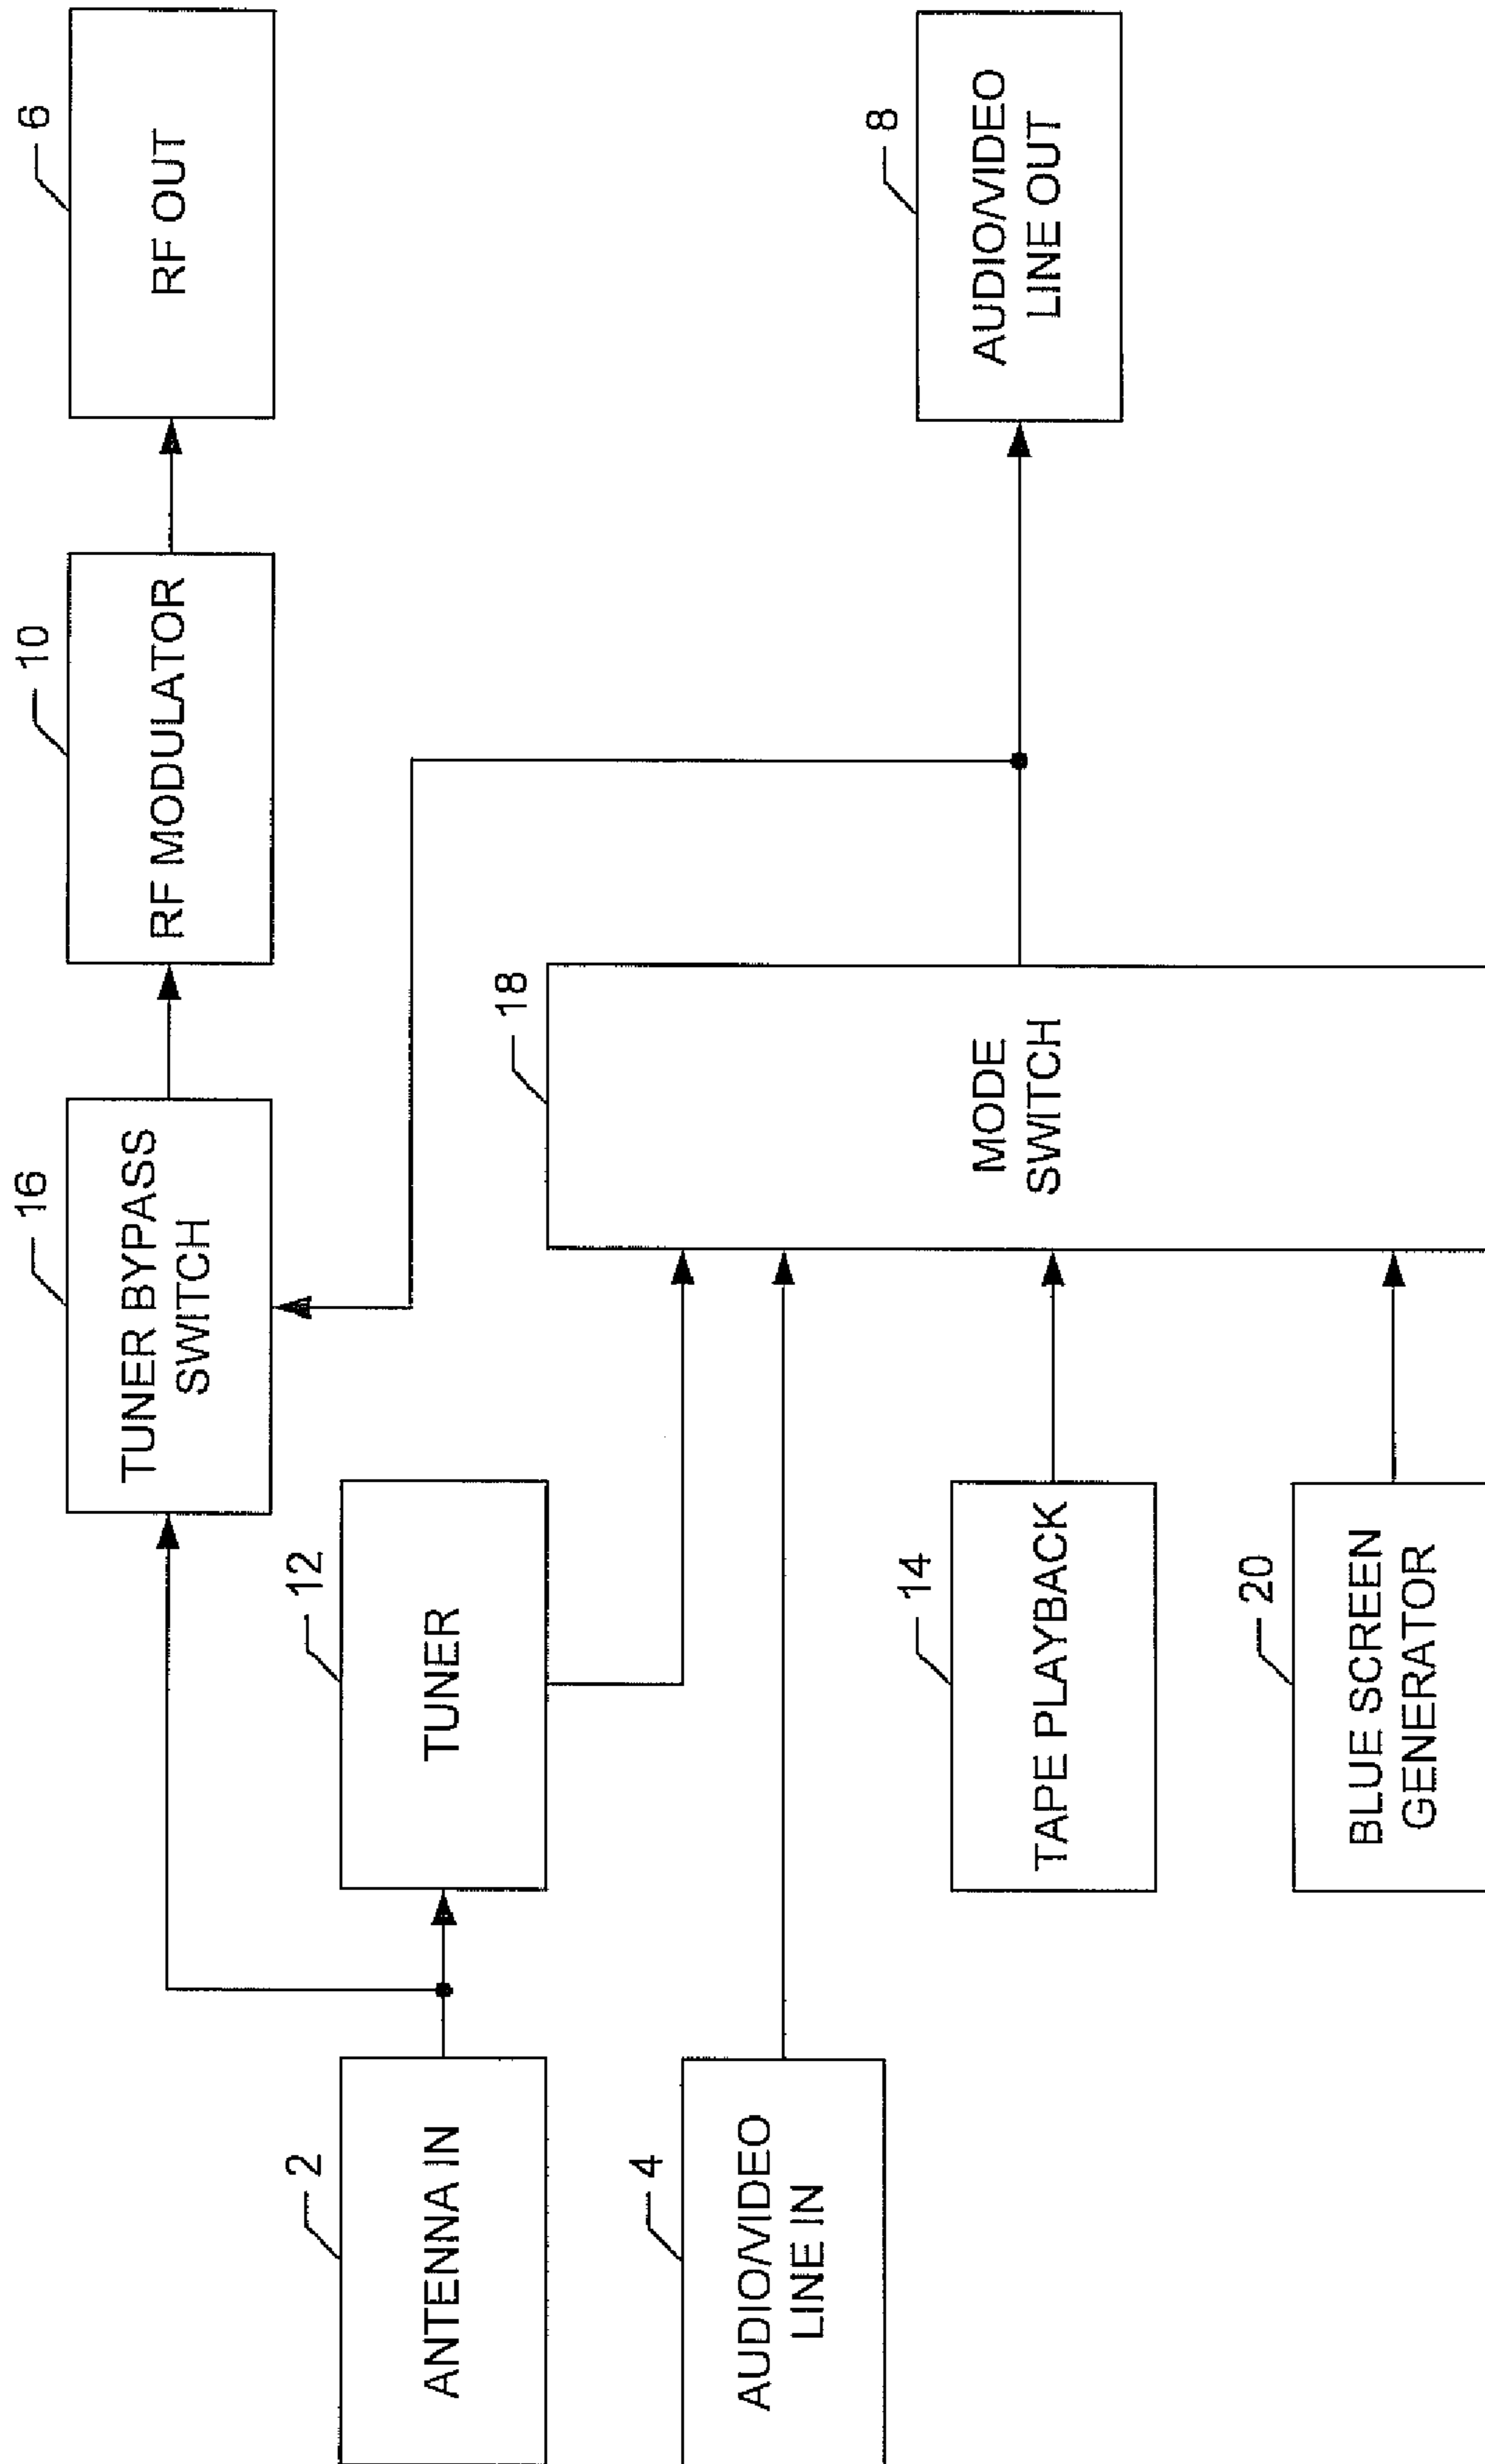 6
RF OUT
10
RF MODULATOR
16
TUNER BYPASS
SWITCH
12
TUNER
2
ANTENNA IN
8
AUDIO/VIDEO
LINE OUT
18
MODE
SWITCH
4
AUDIO/VIDEO
LINE IN
14
TAPE PLAYBACK
20
BLUE SCREEN
GENERATOR